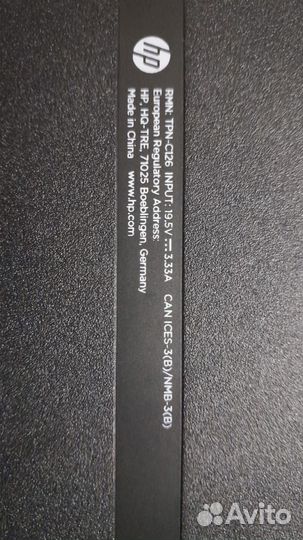 hp
RMN: TPN-C126 INPUT: 19.5V⎓3.33A CAN ICES-3(B)/NMB-3(B)
European Regulatory Address:
HP, HQ-TRE, 71025 Boeblingen, Germany
Made in China www.hp.com
Avito